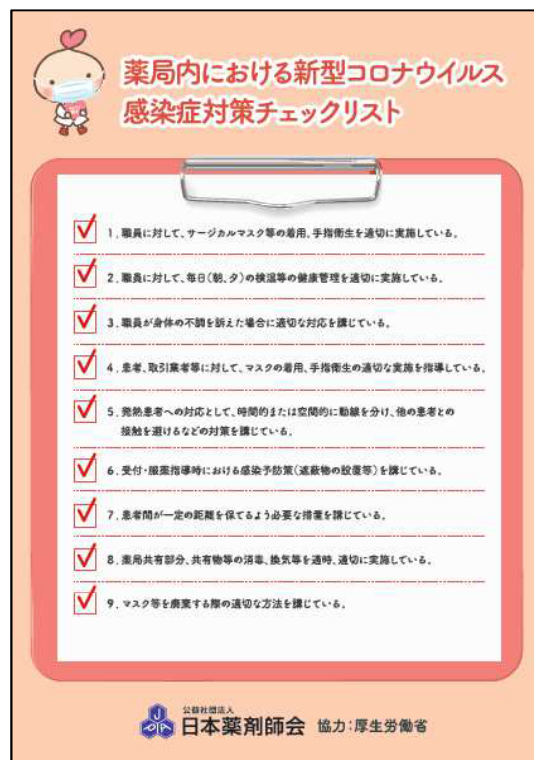 薬局内における新型コロナウイルス
感染症対策チェックリスト
1. 職員に対して、サージカルマスク等の着用、手指衛生を適切に実施している。
2. 職員に対して、毎日(朝、夕)の検温等の健康管理を適切に実施している。
3. 職員が身体の不調を訴えた場合に適切な対応を講じている。
4. 患者、取引業者等に対して、マスクの着用、手指衛生の適切な実施を指導している。
5. 発熱患者への対応として、時間的または空間的に動線を分け、他の患者との
接触を避けるなどの対策を講じている。
6. 受付・服薬指導時における感染予防策(遮蔽物の設置等)を講じている。
7. 患者間が一定の距離を保てるよう必要な措置を講じている。
8. 薬局共有部分、共有物等の消毒、換気等を適時、適切に実施している。
9. マスク等を廃棄する際の適切な方法を講じている。
公益社団法人
日本薬剤師会 協力:厚生労働省